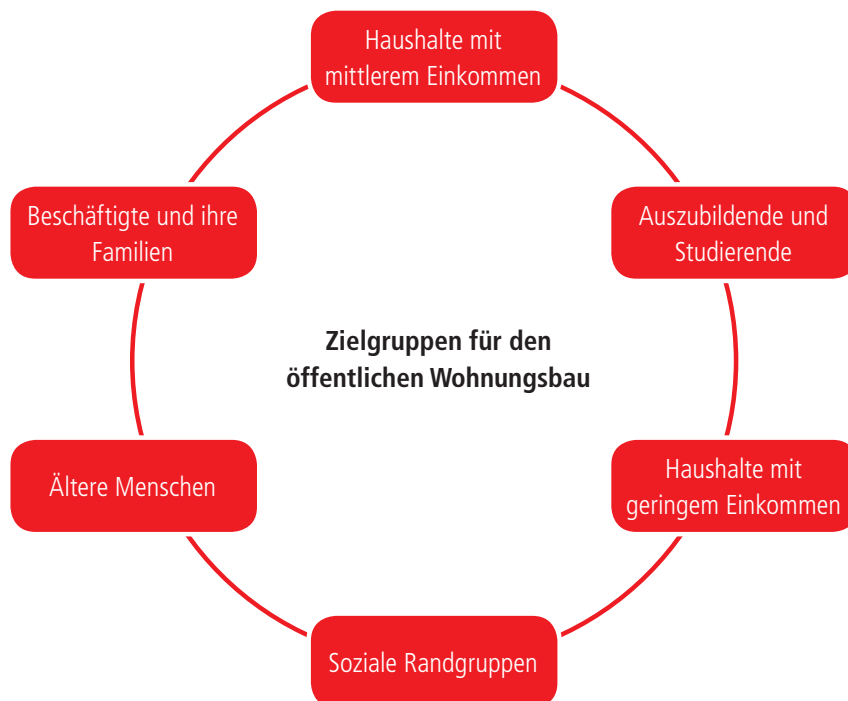 Haushalte mit
mittlerem Einkommen
Beschäftigte und ihre
Familien
Auszubildende und
Studierende
Zielgruppen für den
öffentlichen Wohnungsbau
Ältere Menschen
Haushalte mit
geringem Einkommen
Soziale Randgruppen